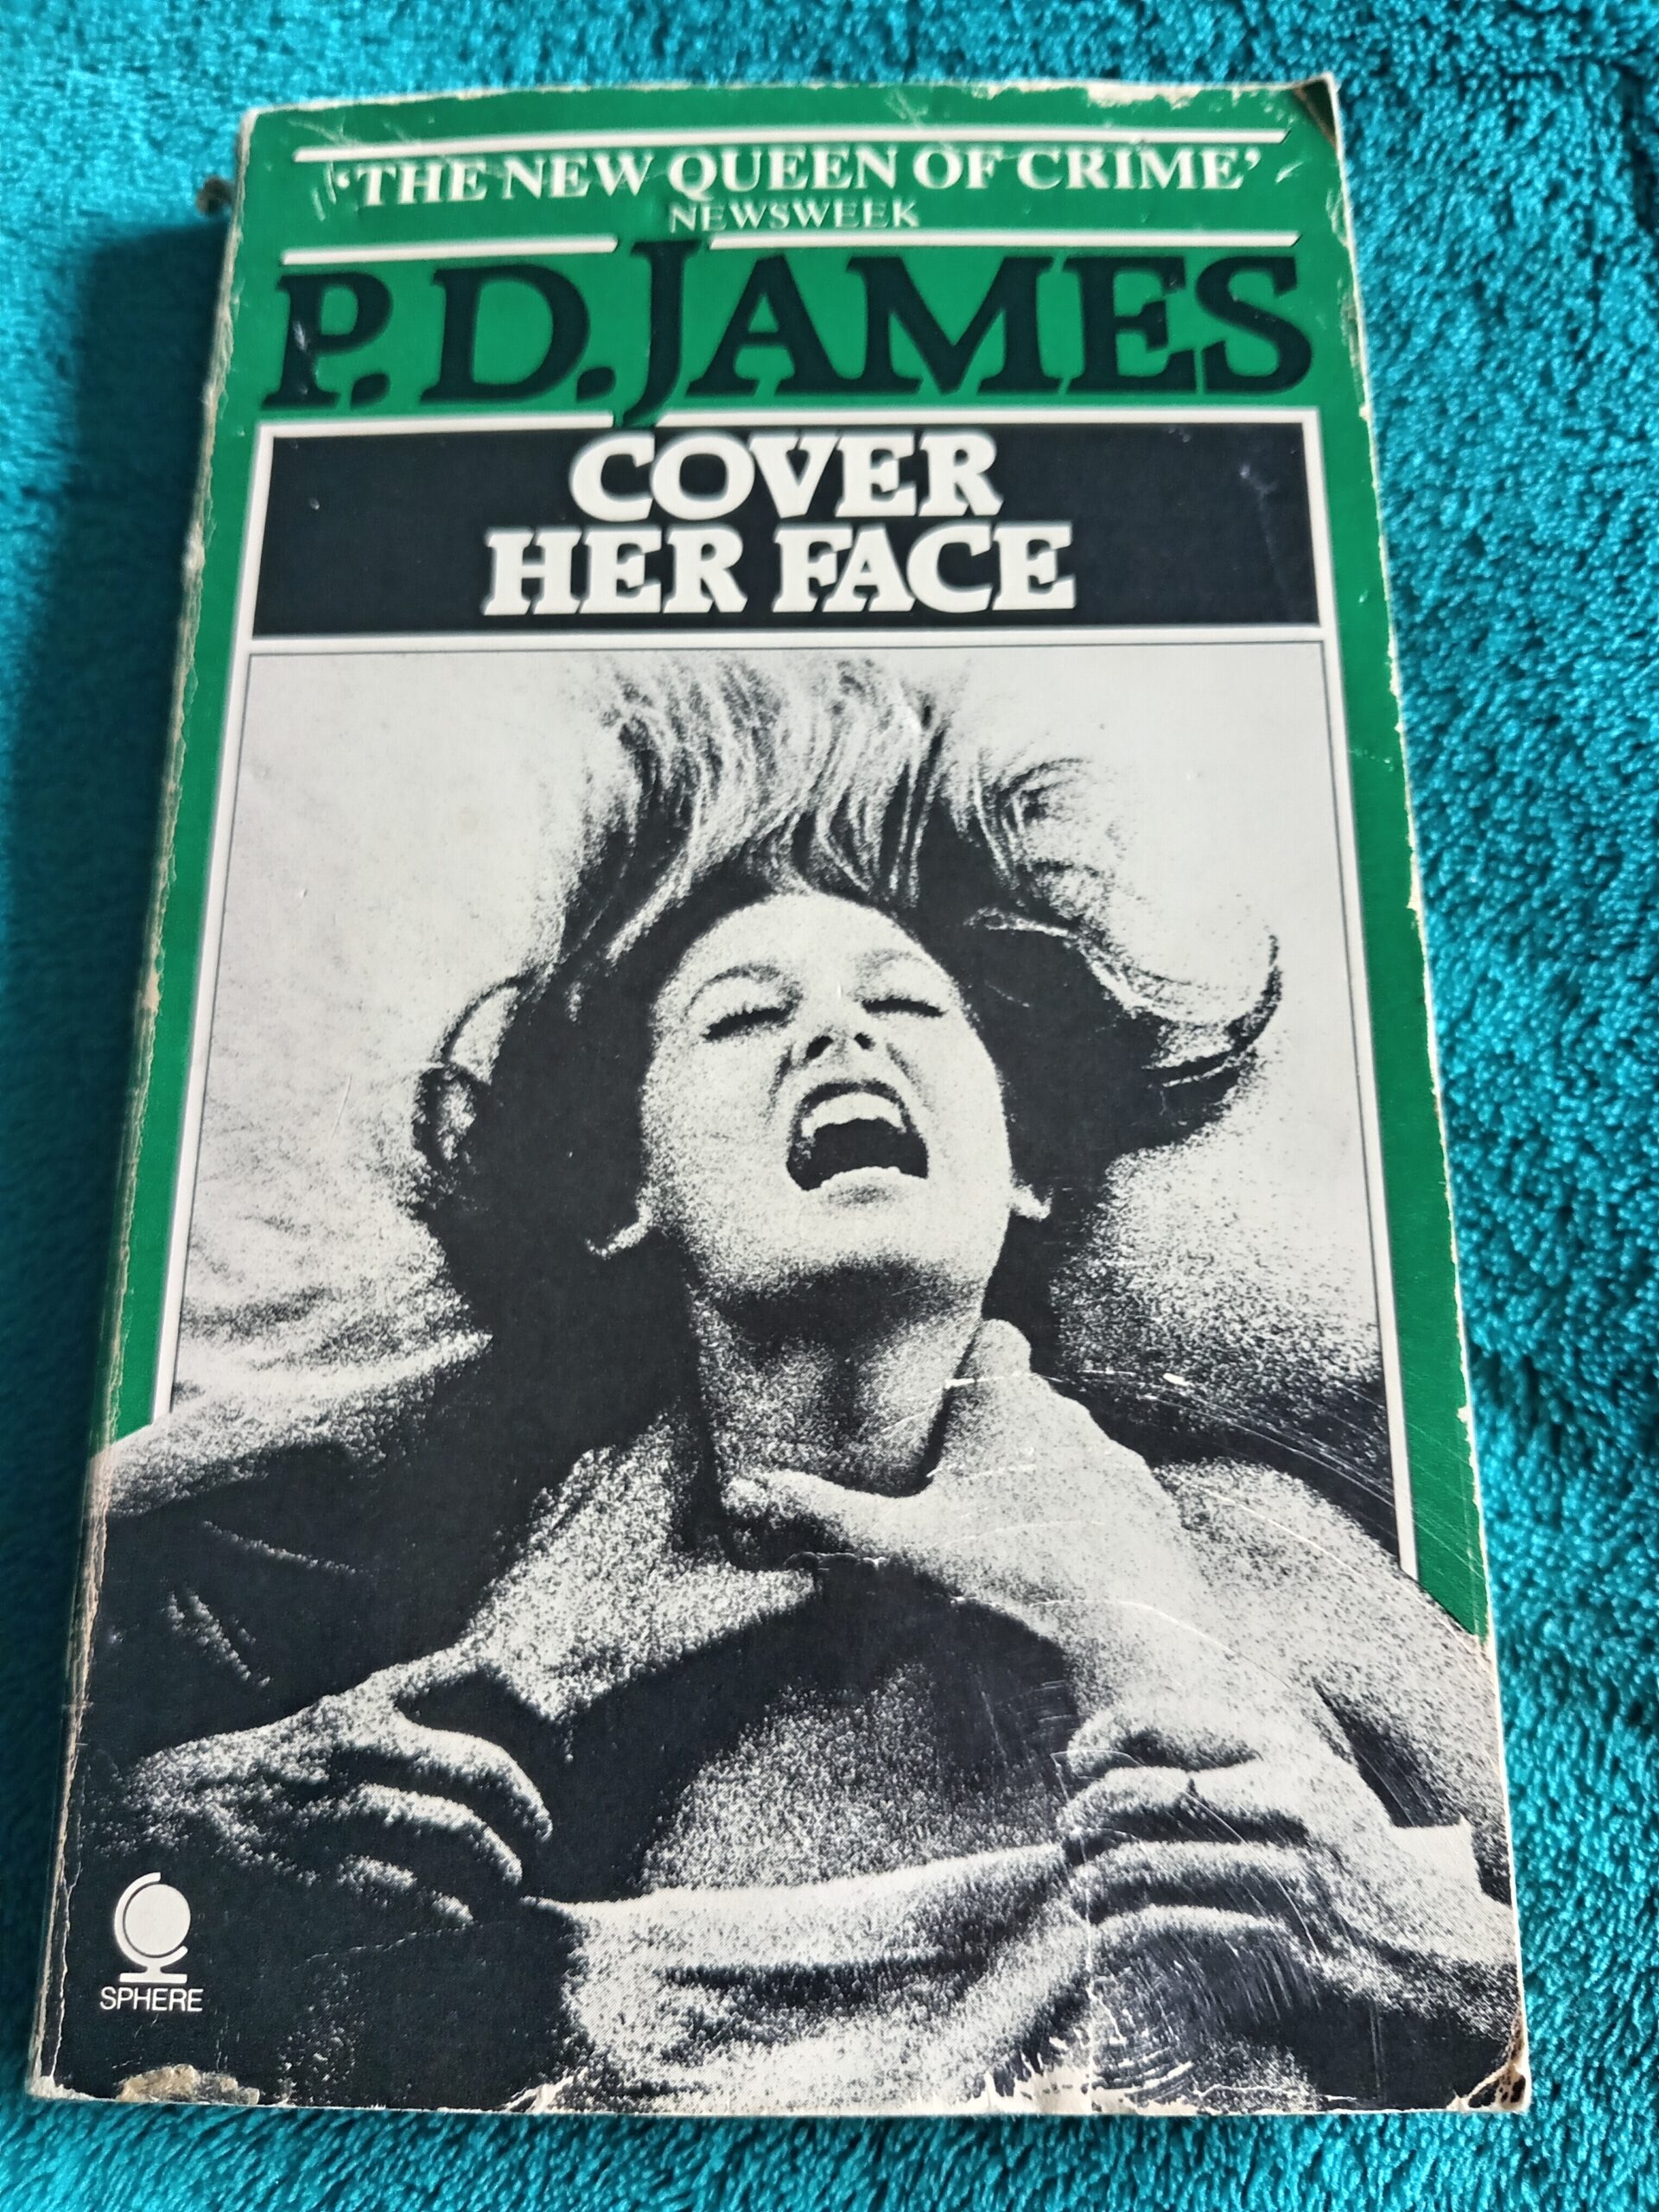 ‘THE NEW QUEEN OF CRIME’
NEWSWEEK
P.D.JAMES
COVER
HER FACE
SPHERE